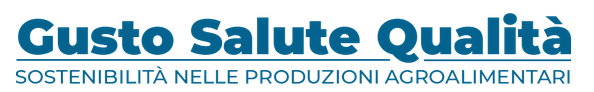 Gusto Salute Qualità
SOSTENIBILITÀ NELLE PRODUZIONI AGROALIMENTARI